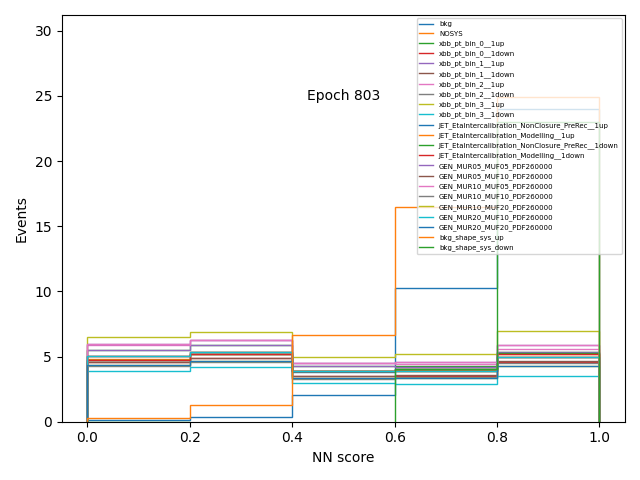 bkg
NOSYS
xbb_pt_bin_0__1up
xbb_pt_bin_0__1down
xbb_pt_bin_1__1up
xbb_pt_bin_1__1down
xbb_pt_bin_2__1up
xbb_pt_bin_2__1down
xbb_pt_bin_3__1up
xbb_pt_bin_3__1down
JET_EtaIntercalibration_NonClosure_PreRec__1up
JET_EtaIntercalibration_Modelling__1up
JET_EtaIntercalibration_NonClosure_PreRec__1down
JET_EtaIntercalibration_Modelling__1down
GEN_MUR05_MUF05_PDF260000
GEN_MUR05_MUF10_PDF260000
GEN_MUR10_MUF05_PDF260000
GEN_MUR10_MUF10_PDF260000
GEN_MUR10_MUF20_PDF260000
GEN_MUR20_MUF10_PDF260000
GEN_MUR20_MUF20_PDF260000
bkg_shape_sys_up
bkg_shape_sys_down
Epoch 803
30
25
20
15
10
5
0
Events
0.0 0.2 0.4 0.6 0.8 1.0
NN score